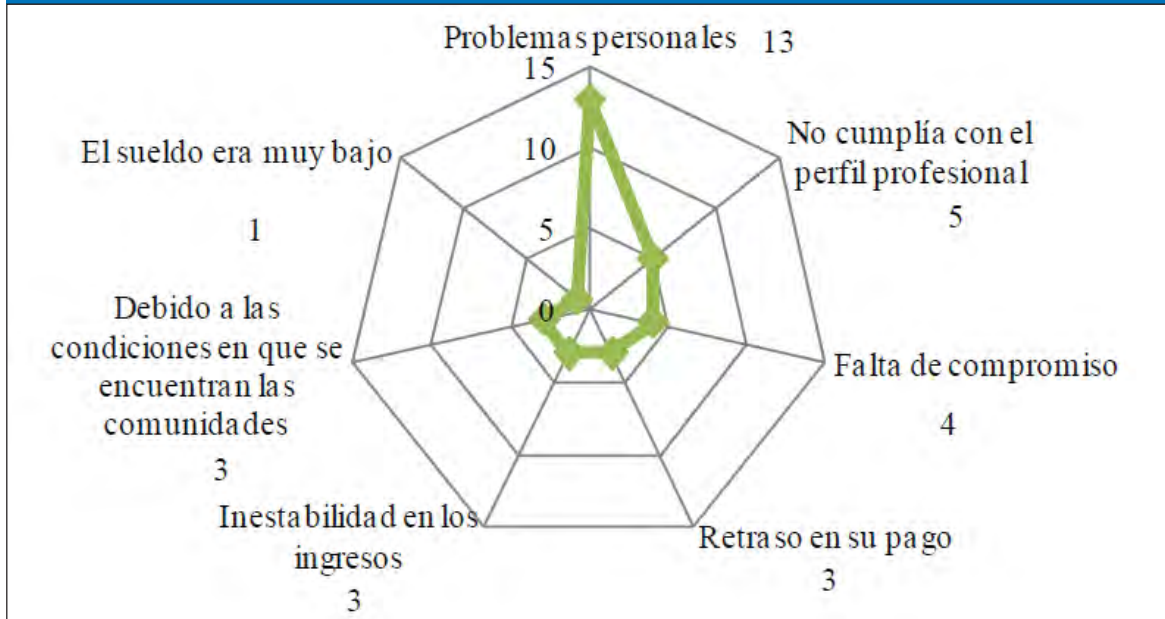 Problemas personales 13
15
10
5
0
No cumplía con el
perfil profesional
5
Falta de compromiso
4
Retraso en su pago
3
Inestabilidad en los
ingresos
3
Debido a las
condiciones en que se
encuentran las
comunidades
3
El sueldo era muy bajo
1